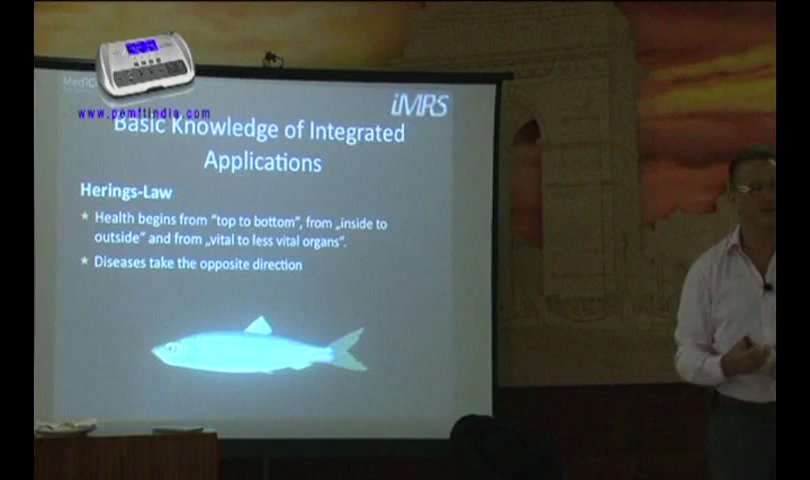 iMRS
www.pemftindia.com
Basic Knowledge of Integrated
Applications
Herings-Law
Health begins from “top to bottom”, from „inside to
outside“ and from „vital to less vital organs“.
Diseases take the opposite direction